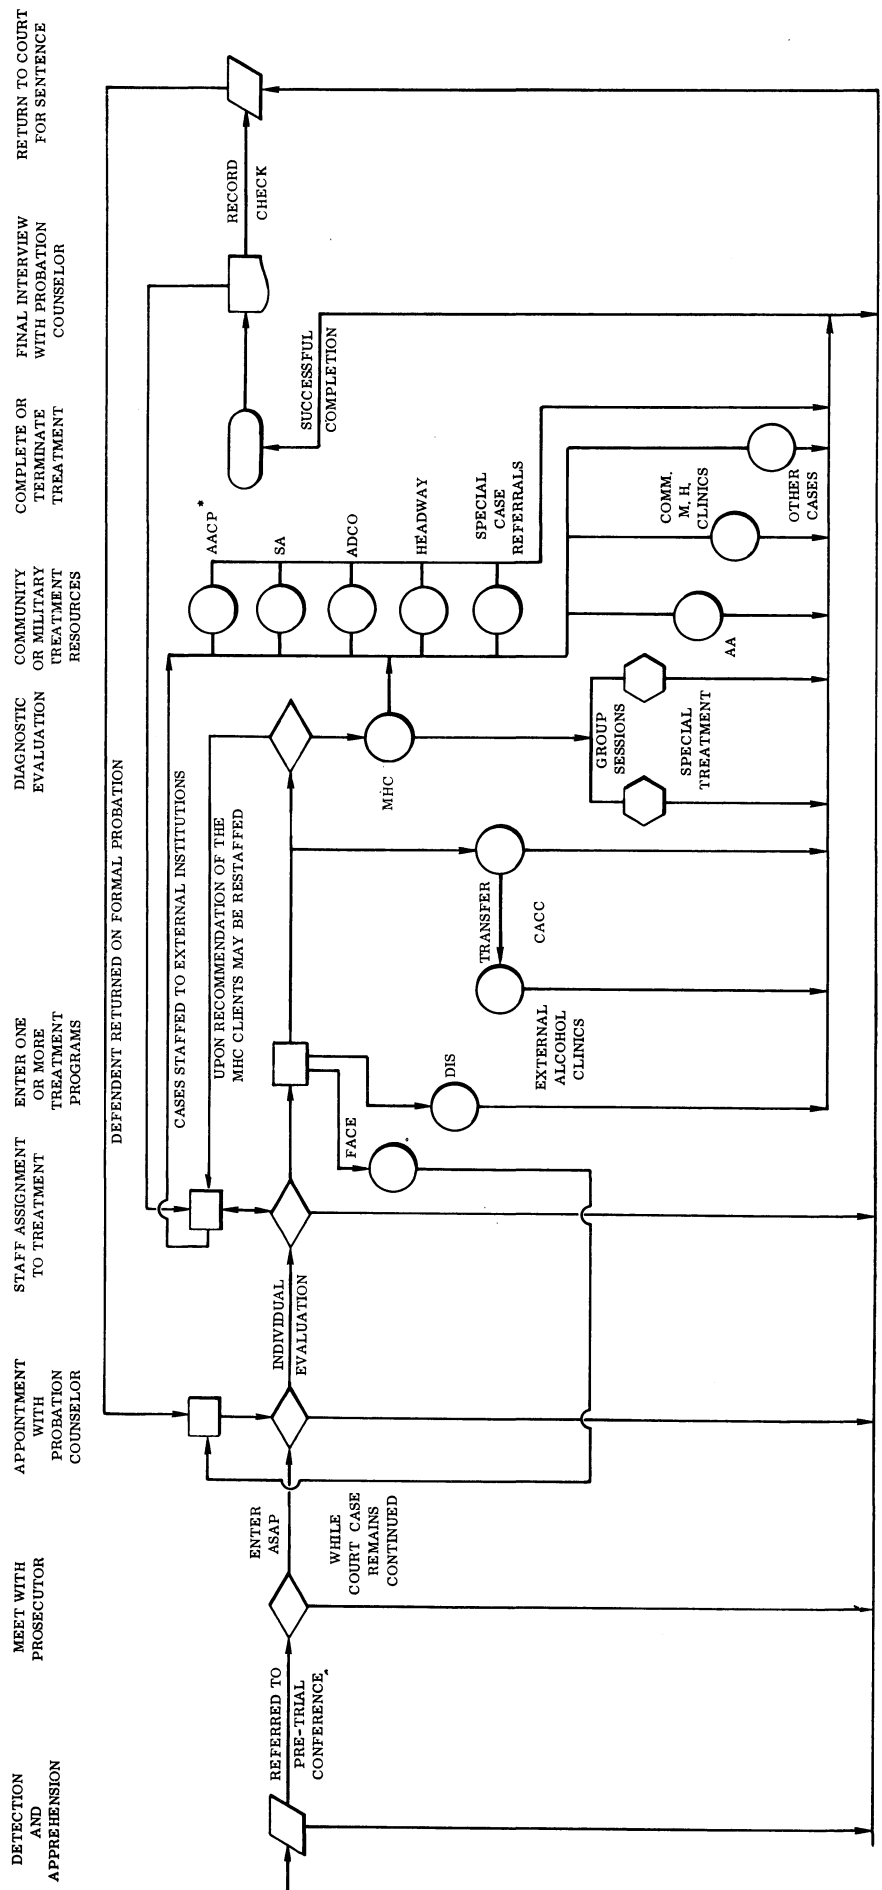 DETECTION
AND
APPREHENSION
MEET WITH
PROSECUTOR
APPOINTMENT
WITH
PROBATION
COUNSELOR
STAFF ASSIGNMENT
TO TREATMENT
ENTER ONE
OR MORE
TREATMENT
PROGRAMS
DIAGNOSTIC
EVALUATION
COMMUNITY
OR MILITARY
TREATMENT
RESOURCES
COMPLETE OR
TERMINATE
TREATMENT
FINAL INTERVIEW
WITH PROBATION
COUNSELOR
RETURN TO COURT
FOR SENTENCE
DEFENDENT RETURNED ON FORMAL PROBATION
CASES STAFFED TO EXTERNAL INSTITUTIONS
UPON RECOMMENDATION OF THE
MHC CLIENTS MAY BE RESTAFFED
REFERRED TO
PRE-TRIAL
CONFERENCE
ENTER
ASAP
WHILE
COURT CASE
REMAINS
CONTINUED
INDIVIDUAL
EVALUATION
FACE
DIS
EXTERNAL
ALCOHOL
CLINICS
TRANSFER
CACC
MHC
GROUP
SESSIONS
SPECIAL
TREATMENT
AACP *
SA
ADCO
HEADWAY
SPECIAL
CASE
REFERRALS
AA
COMM.
M. H.
CLINICS
OTHER
CASES
SUCCESSFUL
COMPLETION
RECORD
CHECK